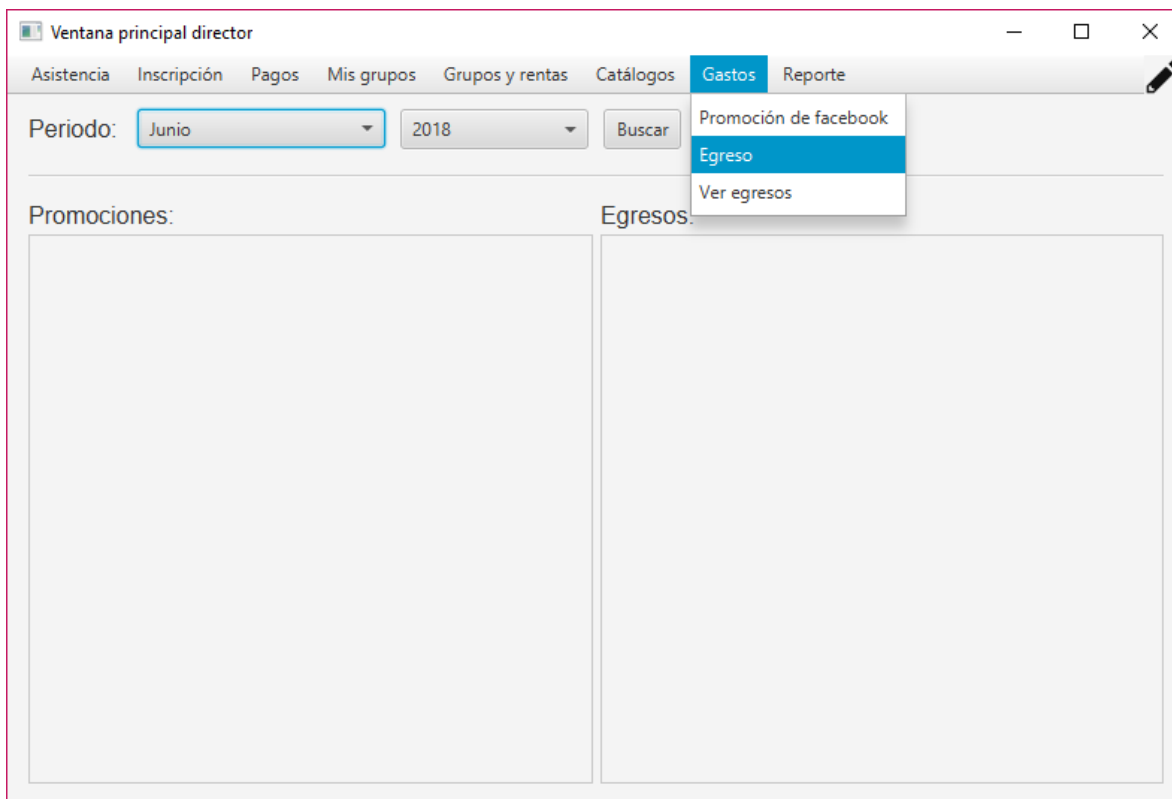 Ventana principal director
Asistencia Inscripción Pagos Mis grupos Grupos y rentas Catálogos Gastos Reporte
Periodo: Junio 2018 Buscar
Promoción de facebook
Egreso
Ver egresos
Promociones: Egresos: